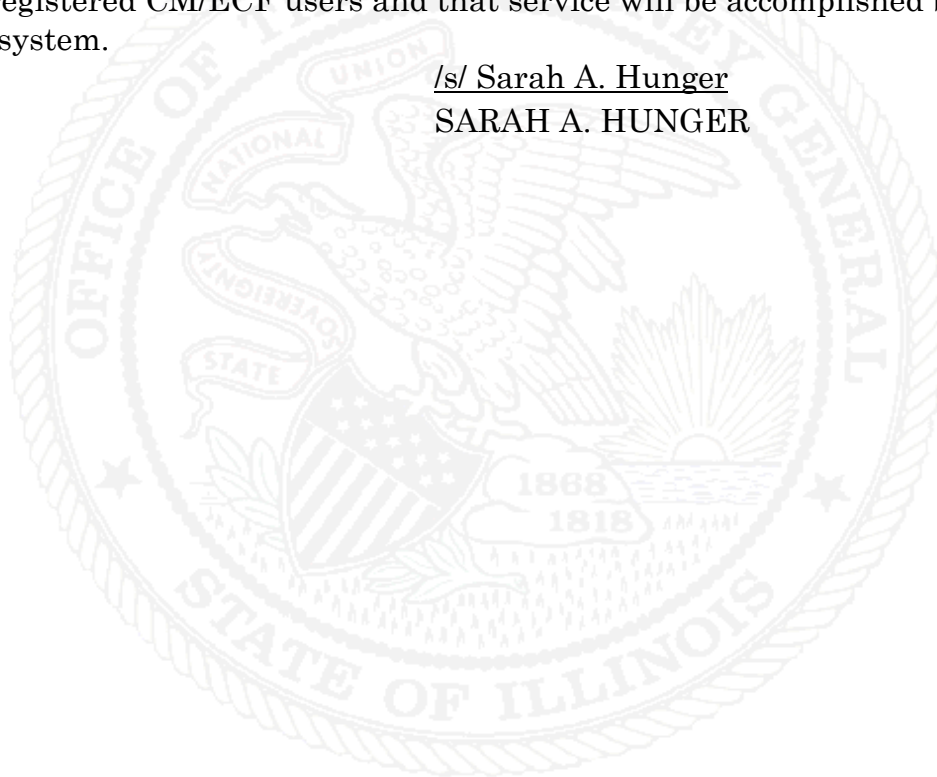 registered CM/ECF users and that service will be accomplished
system.
/s/ Sarah A. Hunger
SARAH A. HUNGER
OFFICE OF GENERAL
NATIONAL UNION
STATE SOVEREIGNTY
1868
1818
STATE OF ILLINOIS